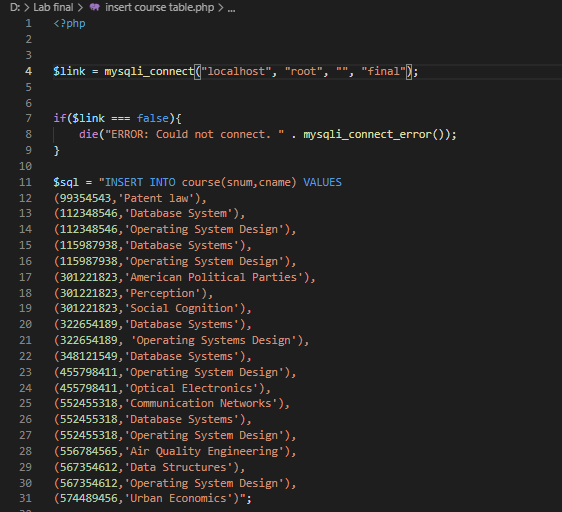 D: > Lab final > insert course table.php > ...
1 <?php
2
3
4 $link = mysqli_connect("localhost", "root", "", "final");
5
6
7 if($link === false){
8 die("ERROR: Could not connect. " . mysqli_connect_error());
9 }
10
11 $sql = "INSERT INTO course(snum,cname) VALUES
12 (99354543,'Patent law'),
13 (112348546,'Database System'),
14 (112348546,'Operating System Design'),
15 (115987938,'Database Systems'),
16 (115987938,'Operating System Design'),
17 (301221823,'American Political Parties'),
18 (301221823,'Perception'),
19 (301221823,'Social Cognition'),
20 (322654189,'Database Systems'),
21 (322654189, 'Operating Systems Design'),
22 (348121549,'Database Systems'),
23 (455798411,'Operating System Design'),
24 (455798411,'Optical Electronics'),
25 (552455318,'Communication Networks'),
26 (552455318,'Database Systems'),
27 (552455318,'Operating System Design'),
28 (556784565,'Air Quality Engineering'),
29 (567354612,'Data Structures'),
30 (567354612,'Operating System Design'),
31 (574489456,'Urban Economics')";